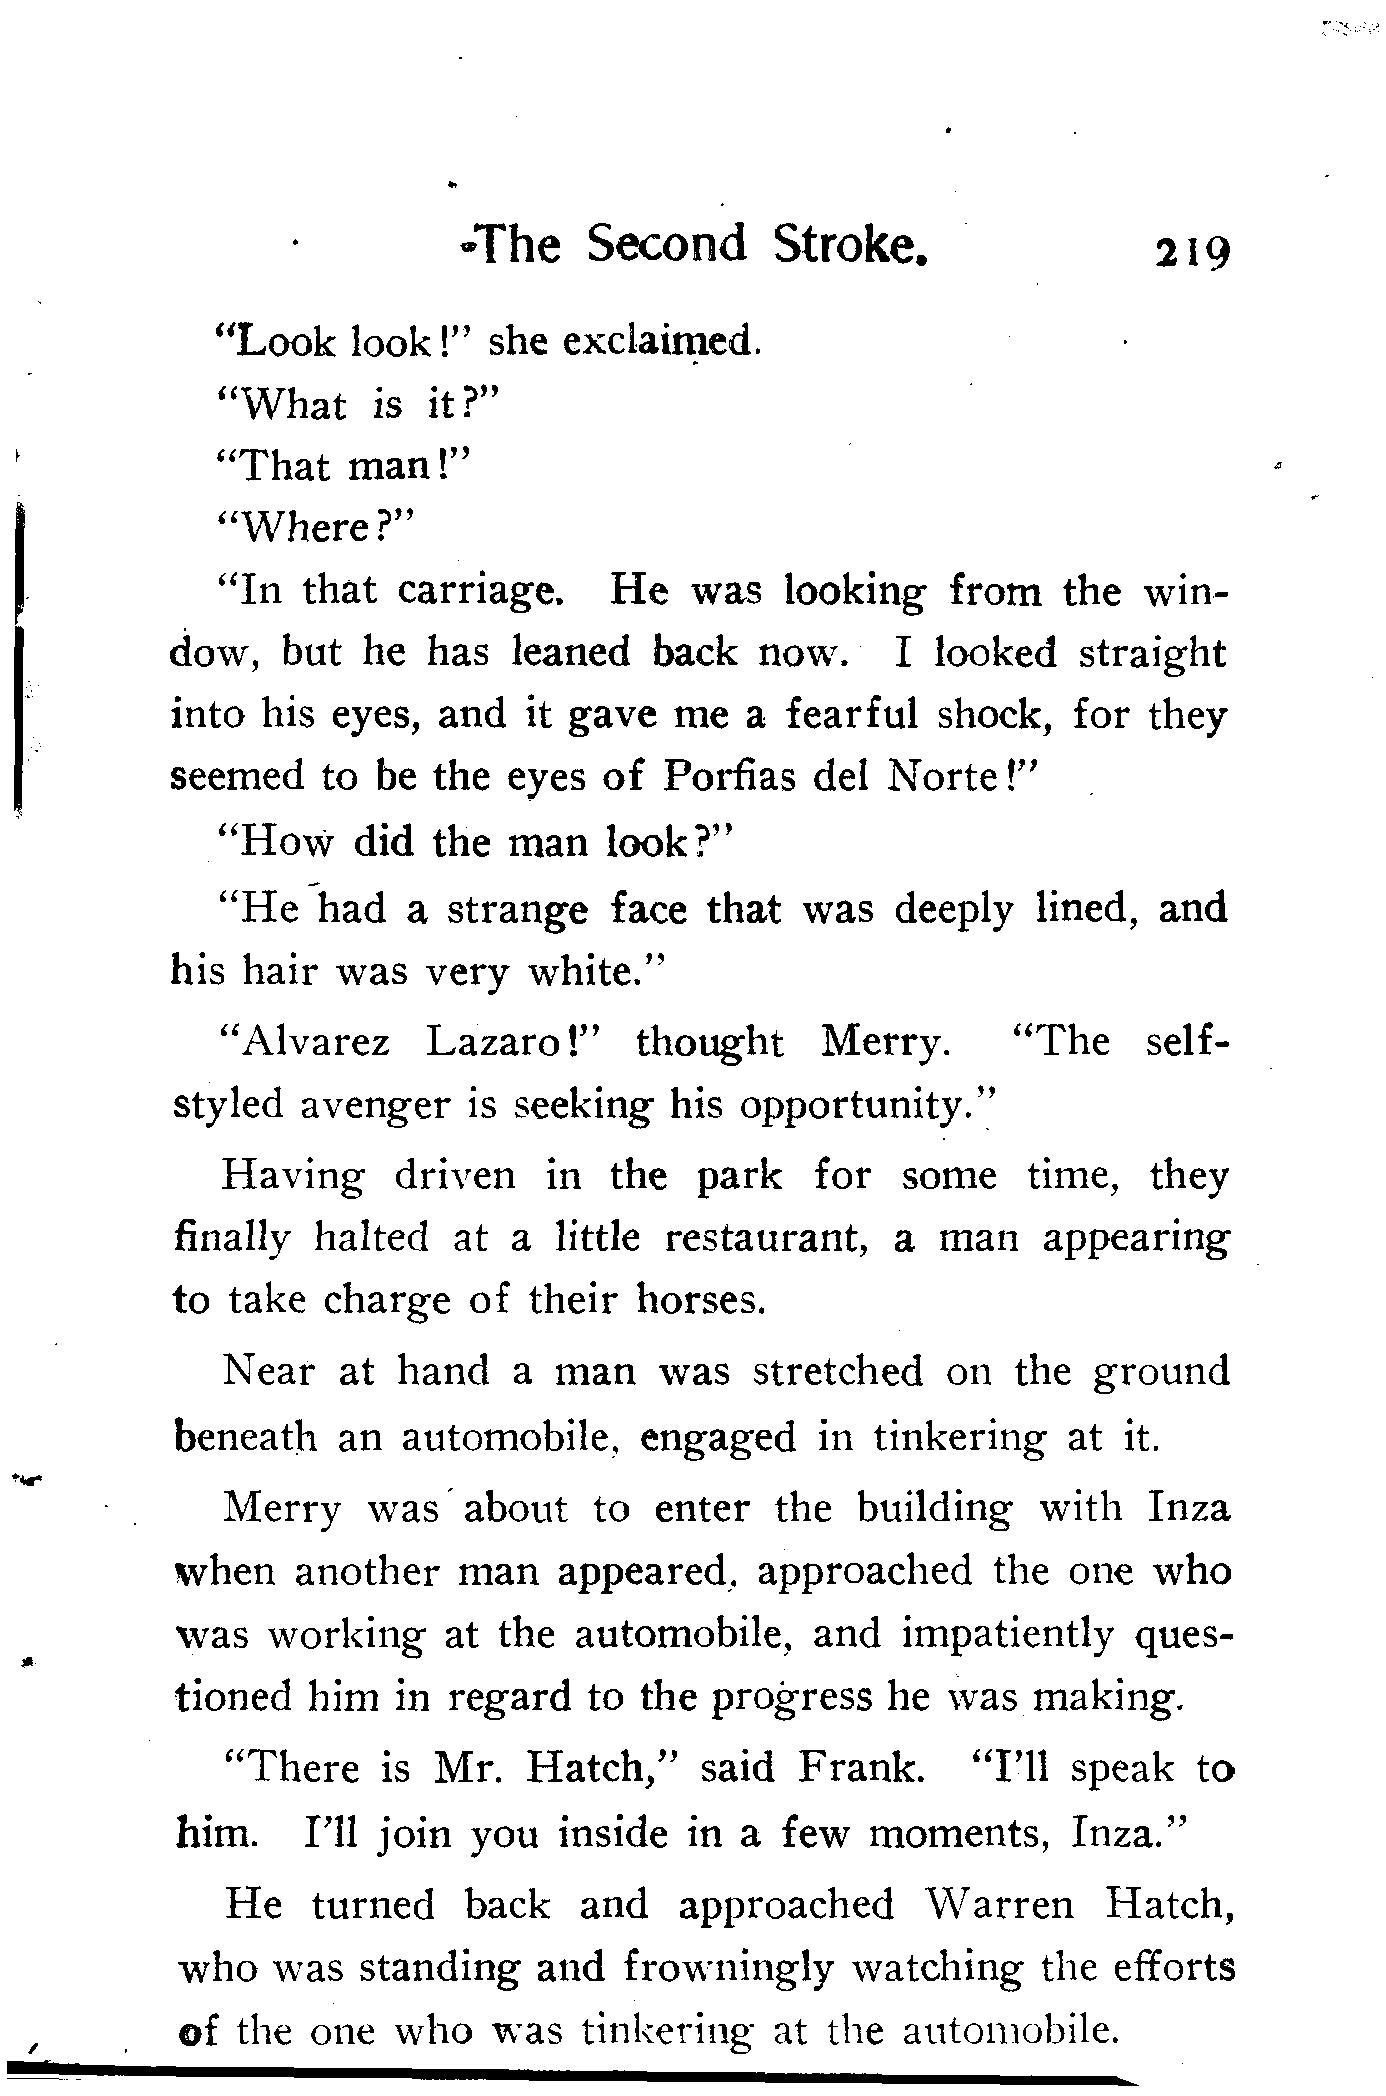 The Second Stroke. 219
“Look look!” she exclaimed.
“What is it?”
“That man!”
“Where?”
“In that carriage. He was looking from the win-
dow, but he has leaned back now. I looked straight
into his eyes, and it gave me a fearful shock, for they
seemed to be the eyes of Porfias del Norte!”
“How did the man look?”
“He had a strange face that was deeply lined, and
his hair was very white.”
“Alvarez Lazaro!” thought Merry. “The self-
styled avenger is seeking his opportunity.”
Having driven in the park for some time, they
finally halted at a little restaurant, a man appearing
to take charge of their horses.
Near at hand a man was stretched on the ground
beneath an automobile, engaged in tinkering at it.
Merry was about to enter the building with Inza
when another man appeared, approached the one who
was working at the automobile, and impatiently ques-
tioned him in regard to the progress he was making.
“There is Mr. Hatch,” said Frank. “I’ll speak to
him. I’ll join you inside in a few moments, Inza.”
He turned back and approached Warren Hatch,
who was standing and frowningly watching the efforts
of the one who was tinkering at the automobile.